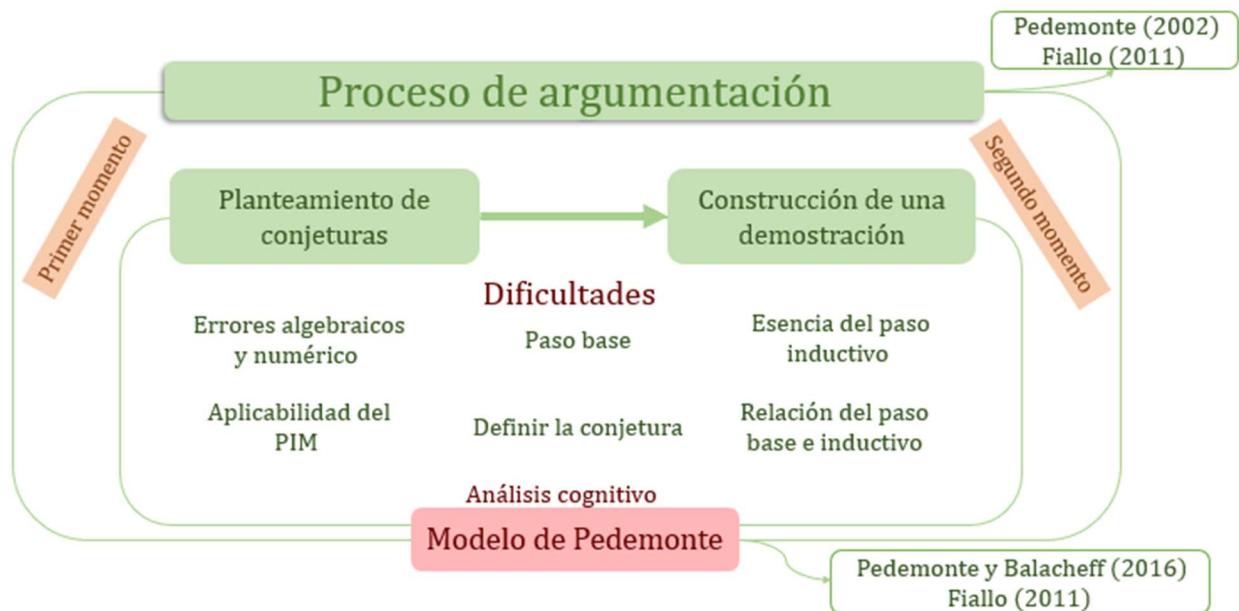 Pedemonte (2002)
Fiallo (2011)
Proceso de argumentación
Primer momento
Segundo momento
Planteamiento de
conjeturas
Construcción de una
demostración
Dificultades
Errores algebraicos
y numérico
Paso base
Esencia del paso
inductivo
Aplicabilidad del
PIM
Definir la conjetura
Relación del paso
base e inductivo
Análisis cognitivo
Modelo de Pedemonte
Pedemonte y Balacheff (2016)
Fiallo (2011)